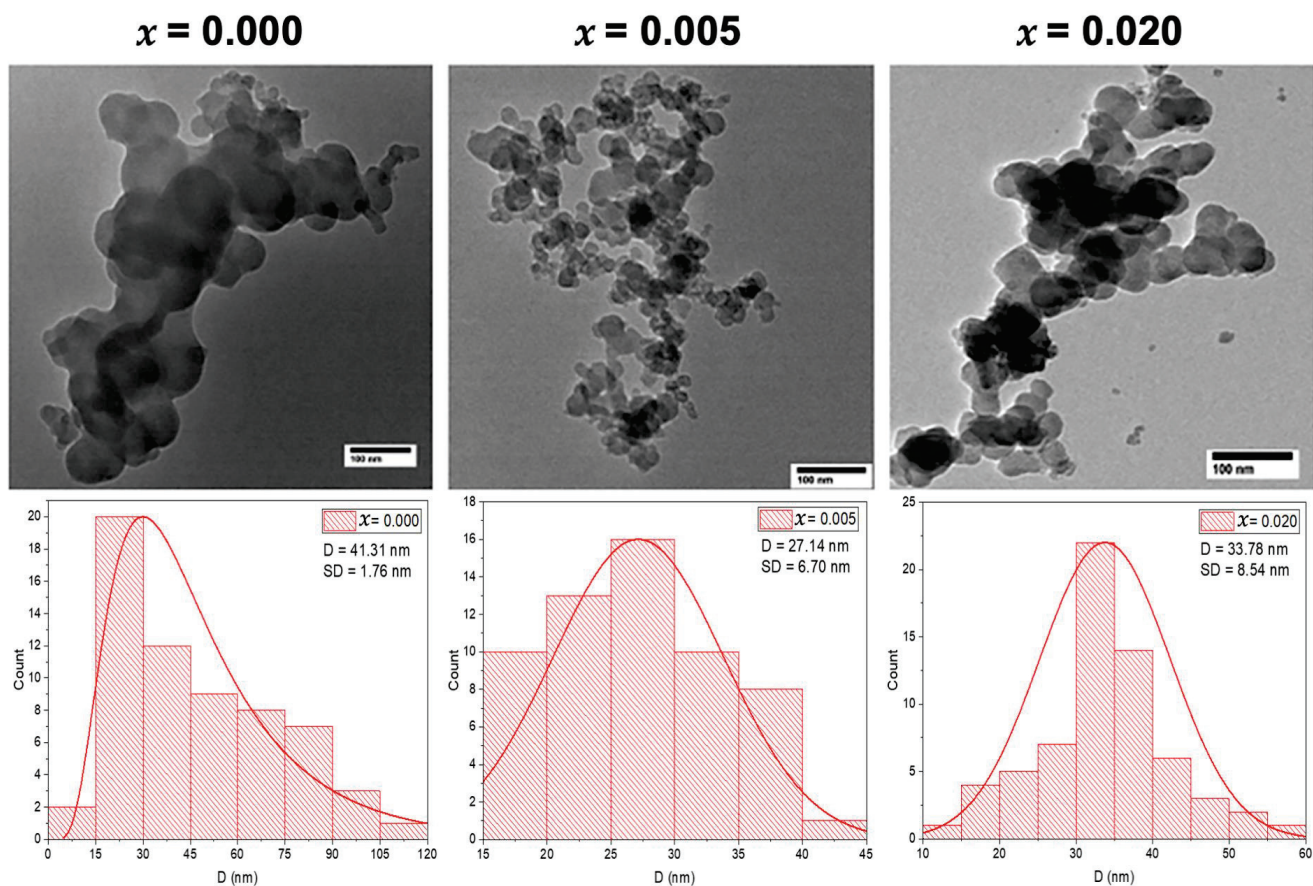 x = 0.000
x = 0.005
x = 0.020
100 nm
100 nm
100 nm
x = 0.000
D = 41.31 nm
SD = 1.76 nm
Count
20
18
16
14
12
10
8
6
4
2
0
0 15 30 45 60 75 90 105 120
D (nm)
x = 0.005
D = 27.14 nm
SD = 6.70 nm
Count
18
16
14
12
10
8
6
4
2
0
15 20 25 30 35 40 45
D (nm)
x = 0.020
D = 33.78 nm
SD = 8.54 nm
Count
25
20
15
10
5
0
10 20 30 40 50 60
D (nm)